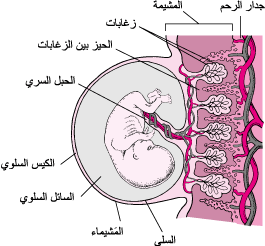 جدار الرحم
المشيمة
زغابات
الحيز بين الزغابات
الحبل السري
الكيس السلوي
السائل السلوي
المَشيماء
السلى